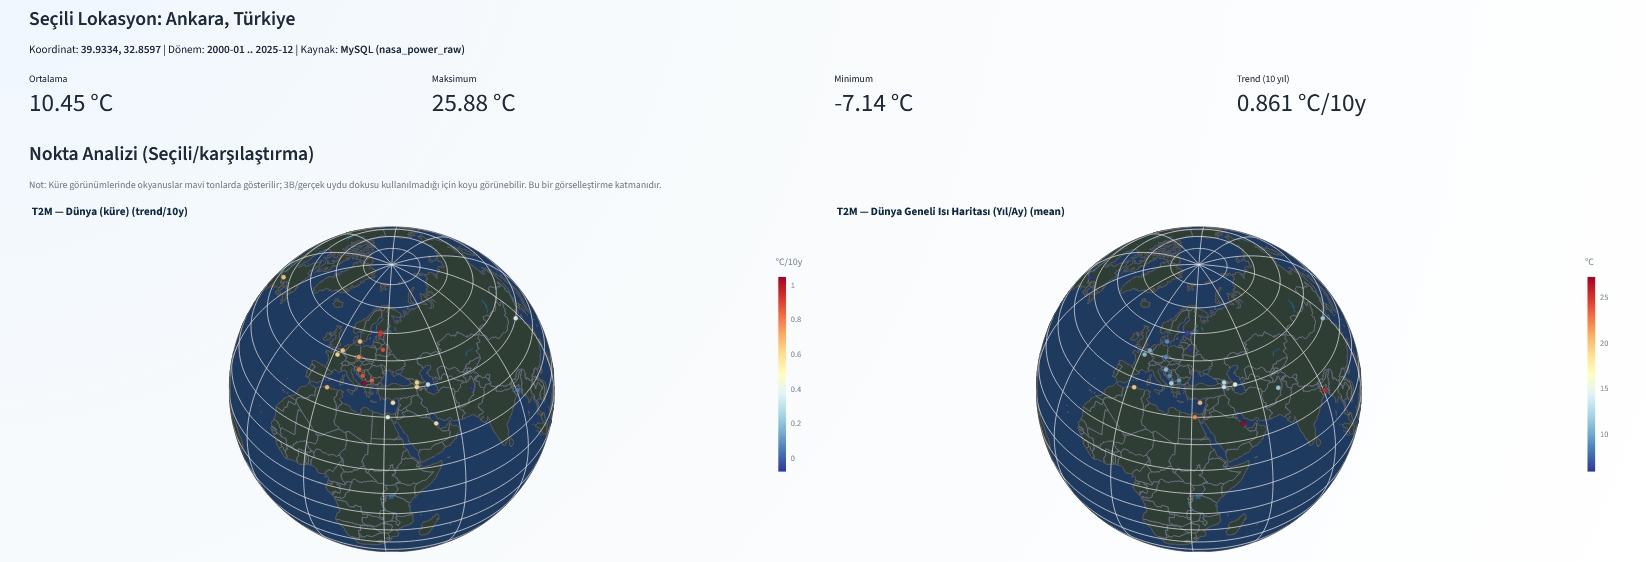 Seçili Lokasyon: Ankara, Türkiye
Koordinat: 39.9334, 32.8597 | Dönem: 2000-01 .. 2025-12 | Kaynak: MySQL (nasa_power_raw)
Ortalama
10.45 °C
Maksimum
25.88 °C
Minimum
-7.14 °C
Trend (10 yıl)
0.861 °C/10y
Nokta Analizi (Seçili/karşılaştırma)
Not: Küre görünümlerinde okyanuslar mavi tonlarda gösterilir; 3B/gerçek uydu dokusu kullanılmadığı için koyu görünebilir. Bu bir görselleştirme katmanıdır.
T2M — Dünya (küre) (trend/10y)
°C/10y
1
0.8
0.6
0.4
0.2
0
T2M — Dünya Geneli Isı Haritası (Yıl/Ay) (mean)
°C
25
20
15
10